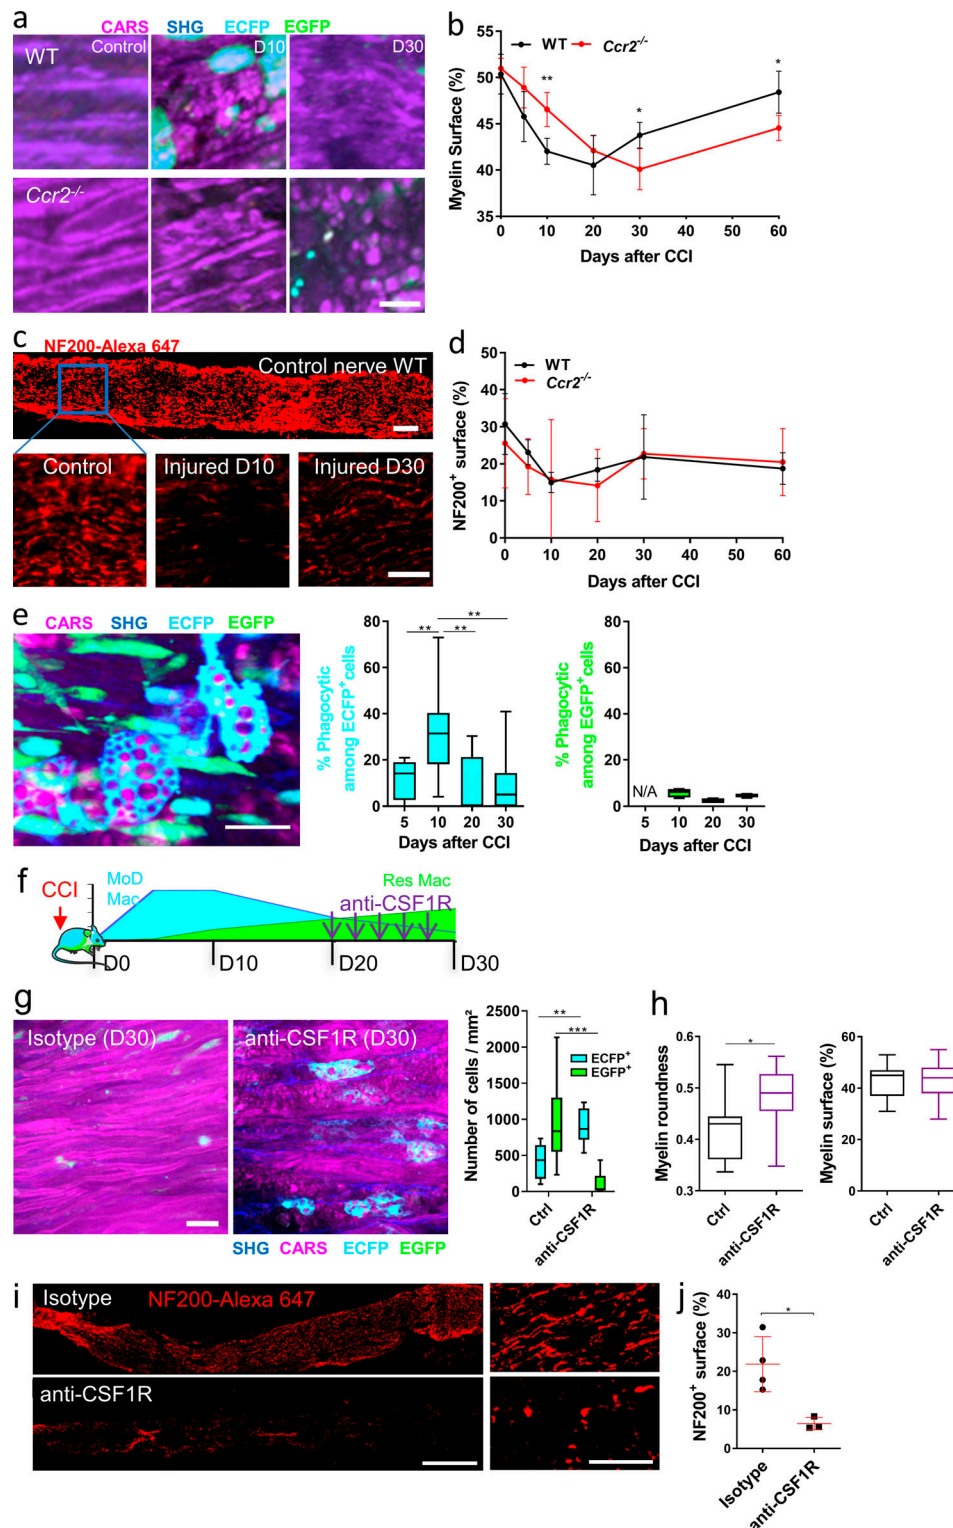 a
CARS SHG ECFP EGFP
WT
Control
D10
D30
Ccr2-/-
b
WT Ccr2-/-
Myelin Surface (%)
55
50
45
40
35
**
*
*
0 10 20 30 40 50 60
Days after CCI
c
NF200-Alexa 647
Control nerve WT
Control
Injured D10
Injured D30
d
WT
Ccr2-/-
NF200+ surface (%)
50
40
30
20
10
0
0 10 20 30 40 50 60
Days after CCI
e
CARS SHG ECFP EGFP
% Phagocytic
among ECFP+cells
80
60
40
20
0
**
** **
5 10 20 30
Days after CCI
% Phagocytic
among EGFP+cells
80
60
40
20
0
N/A
5 10 20 30
Days after CCI
f
CCI
MoD
Mac
Res Mac
anti-CSF1R
D0 D10 D20 D30
g
Isotype (D30)
anti-CSF1R (D30)
SHG CARS ECFP EGFP
Number of cells / mm²
2500
2000
1500
1000
500
0
**
***
ECFP+
EGFP+
Ctrl
anti-CSF1R
h
Myelin roundness
0.6
0.5
0.4
0.3
*
Ctrl
anti-CSF1R
Myelin surface (%)
60
40
20
0
Ctrl
anti-CSF1R
i
Isotype
NF200-Alexa 647
anti-CSF1R
j
NF200+ surface (%)
40
30
20
10
0
*
Isotype
anti-CSF1R